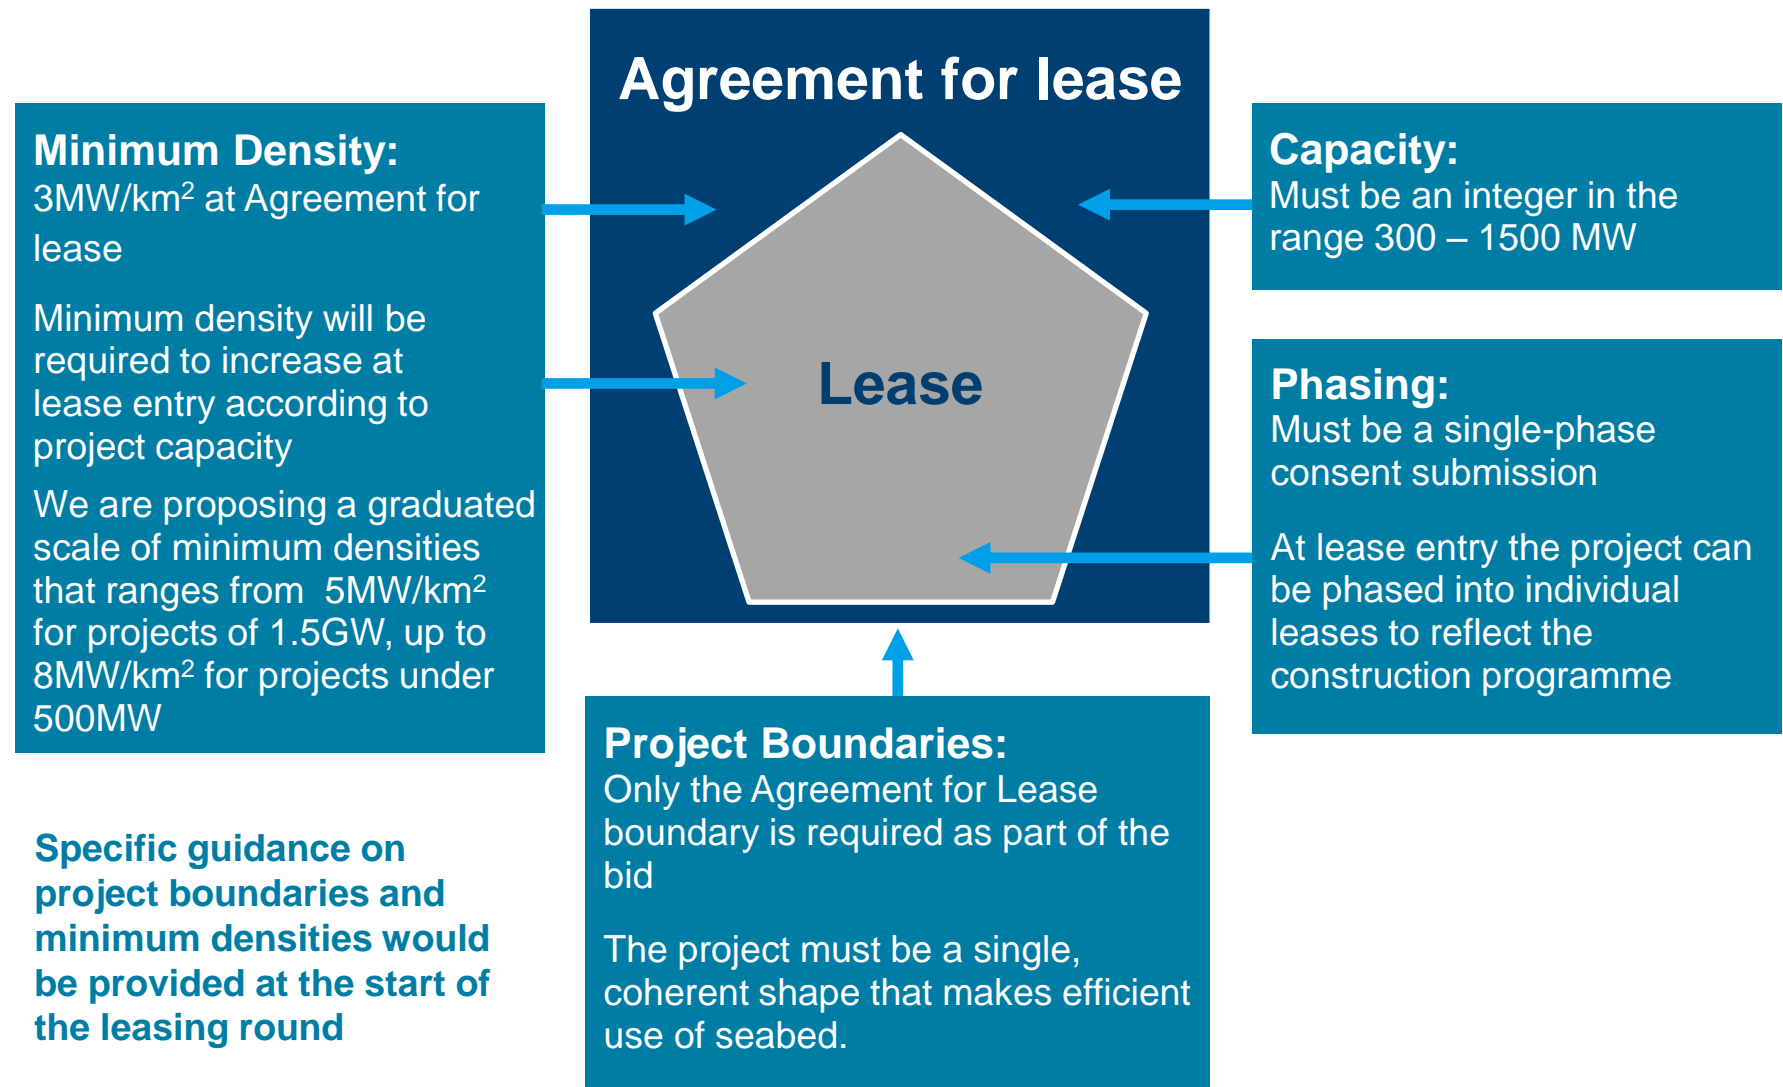 Agreement for lease
Lease
Minimum Density:
3MW/km² at Agreement for
lease
Minimum density will be
required to increase at
lease entry according to
project capacity
We are proposing a graduated
scale of minimum densities
that ranges from  5MW/km²
for projects of 1.5GW, up to
8MW/km² for projects under
500MW
Capacity:
Must be an integer in the
range 300 – 1500 MW
Phasing:
Must be a single-phase
consent submission
At lease entry the project can
be phased into individual
leases to reflect the
construction programme
Project Boundaries:
Only the Agreement for Lease
boundary is required as part of the
bid
The project must be a single,
coherent shape that makes efficient
use of seabed.
Specific guidance on
project boundaries and
minimum densities would
be provided at the start of
the leasing round